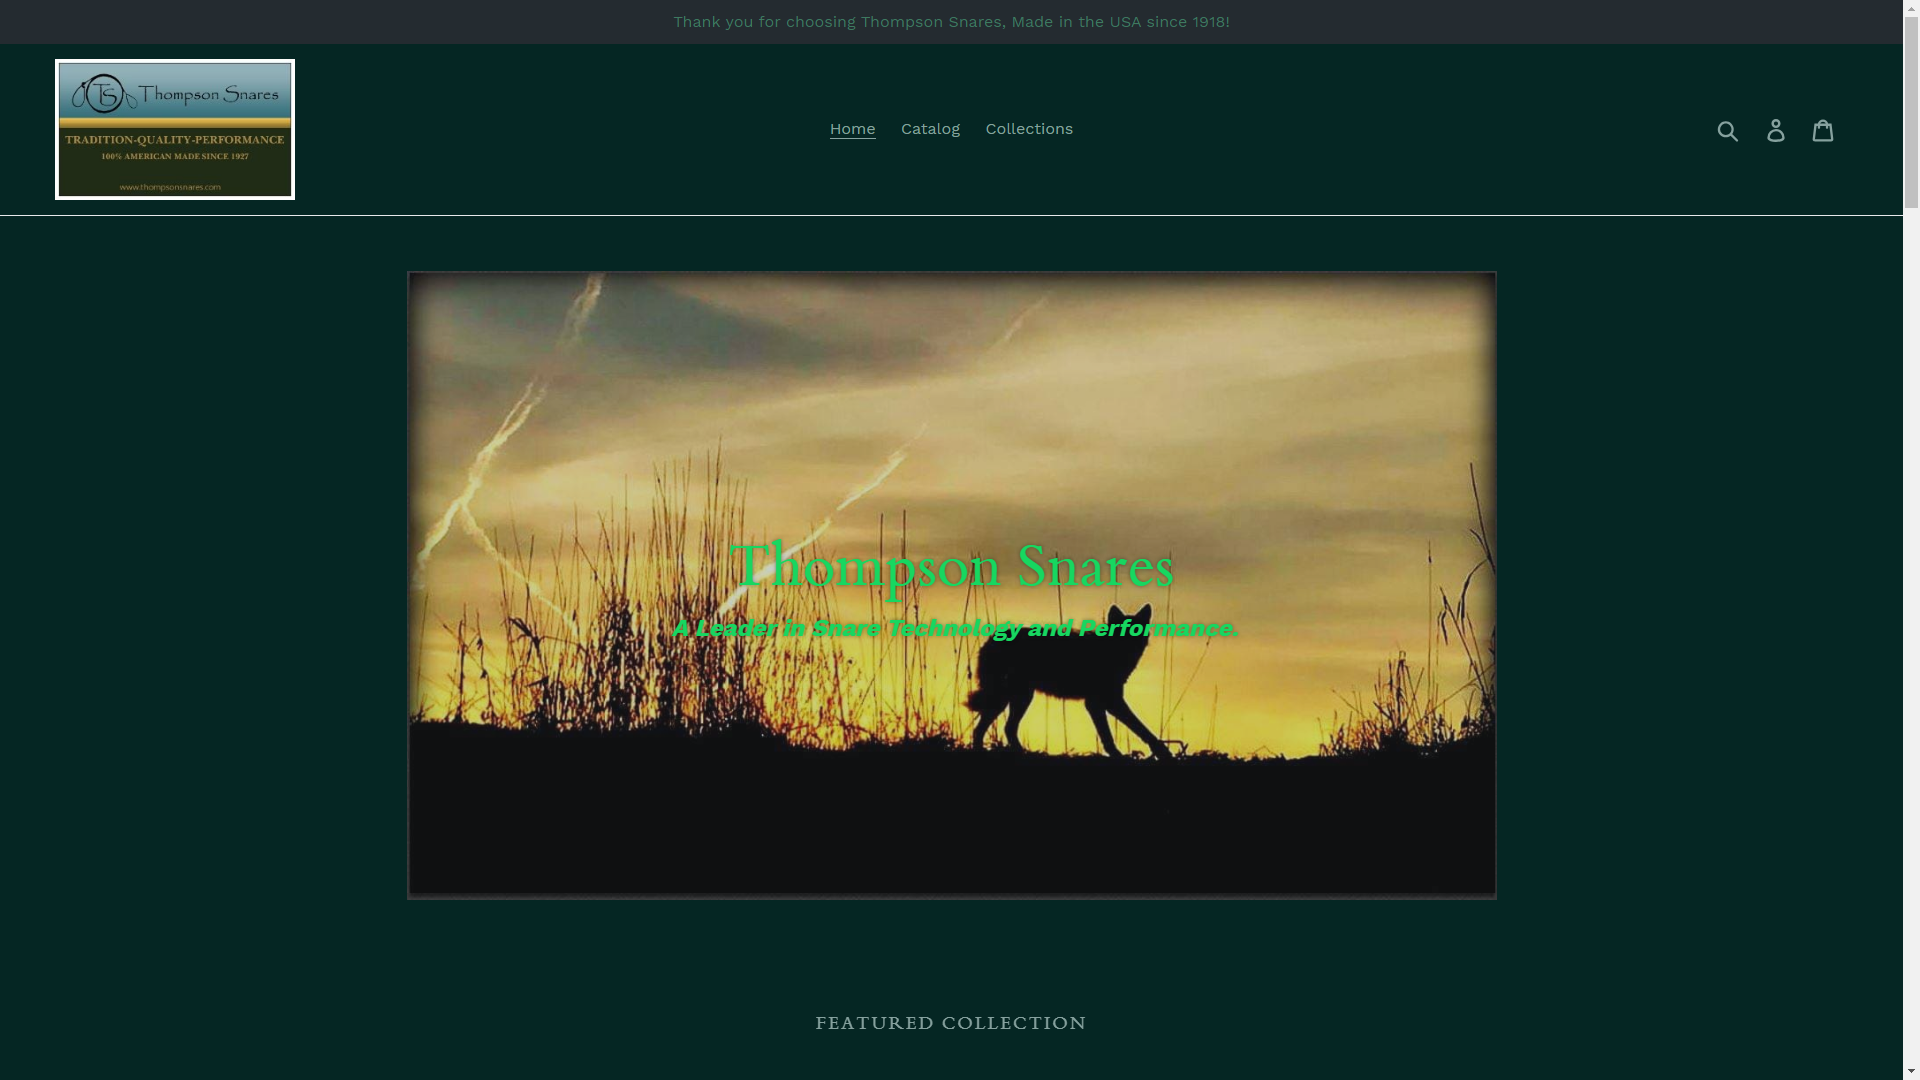 Thank you for choosing Thompson Snares, Made in the USA since 1918!
TS Thompson Snares
TRADITION-QUALITY-PERFORMANCE
100% AMERICAN MADE SINCE 1927
www.thompsonsnares.com
Home Catalog Collections
Thompson Snares
A Leader in Snare Technology and Performance.
FEATURED COLLECTION